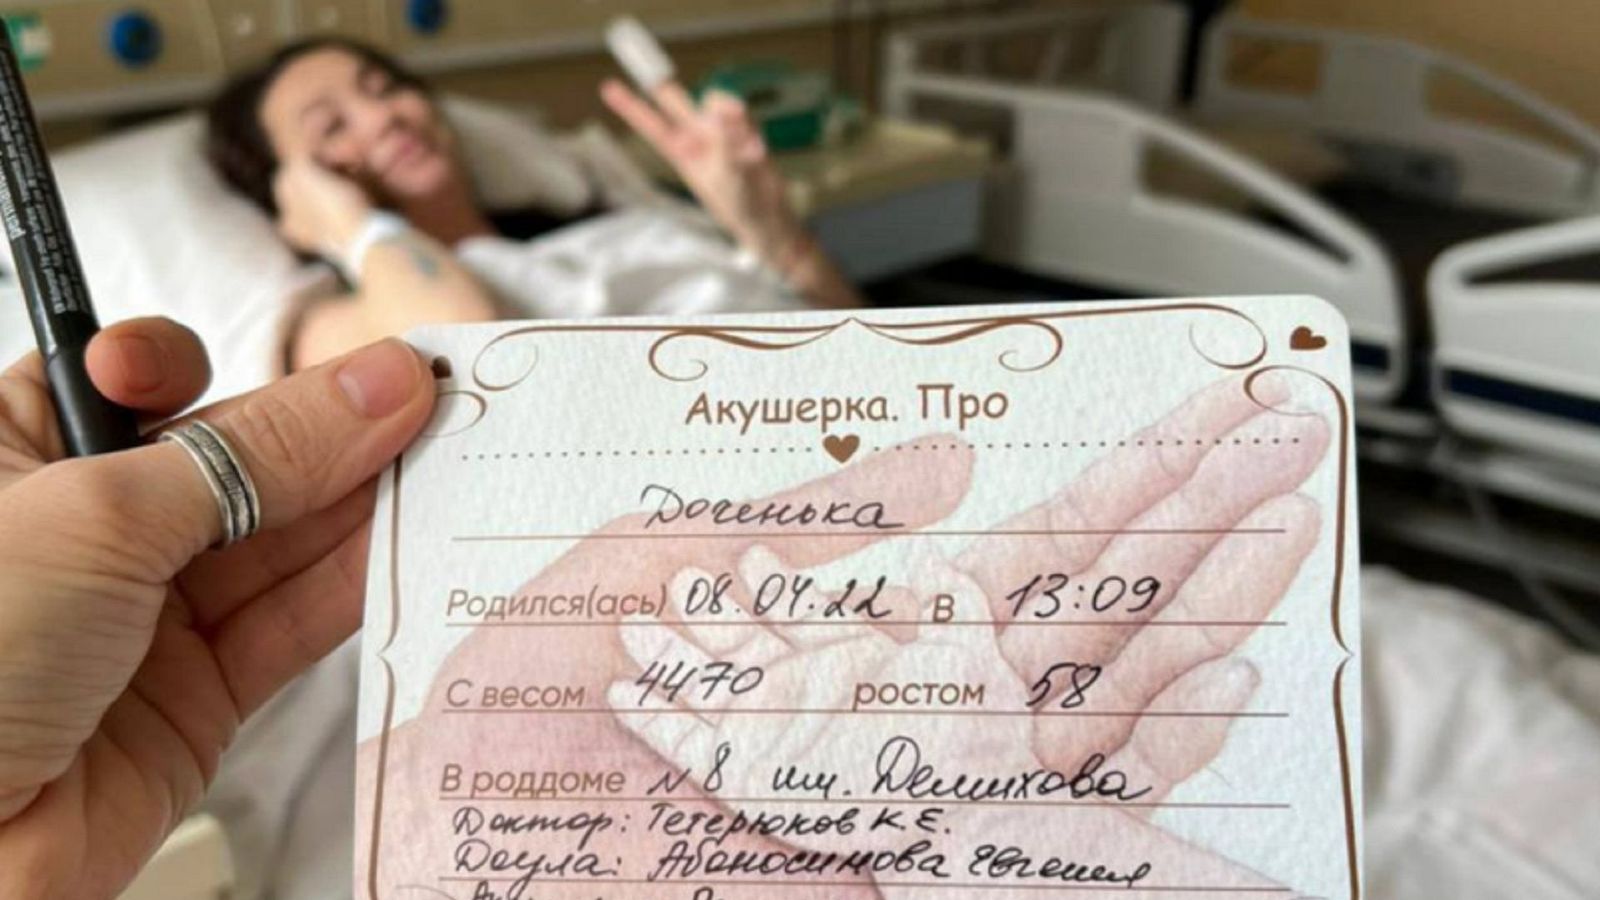 Акушерка. Про
Доченька
Родился(ась) 08.04.22 в 13:09
С весом 4470 ростом 58
В роддоме N 8 им. Демихова
Доктор: Тетерюков К.Е.
Доула: Абаносимова Евгения